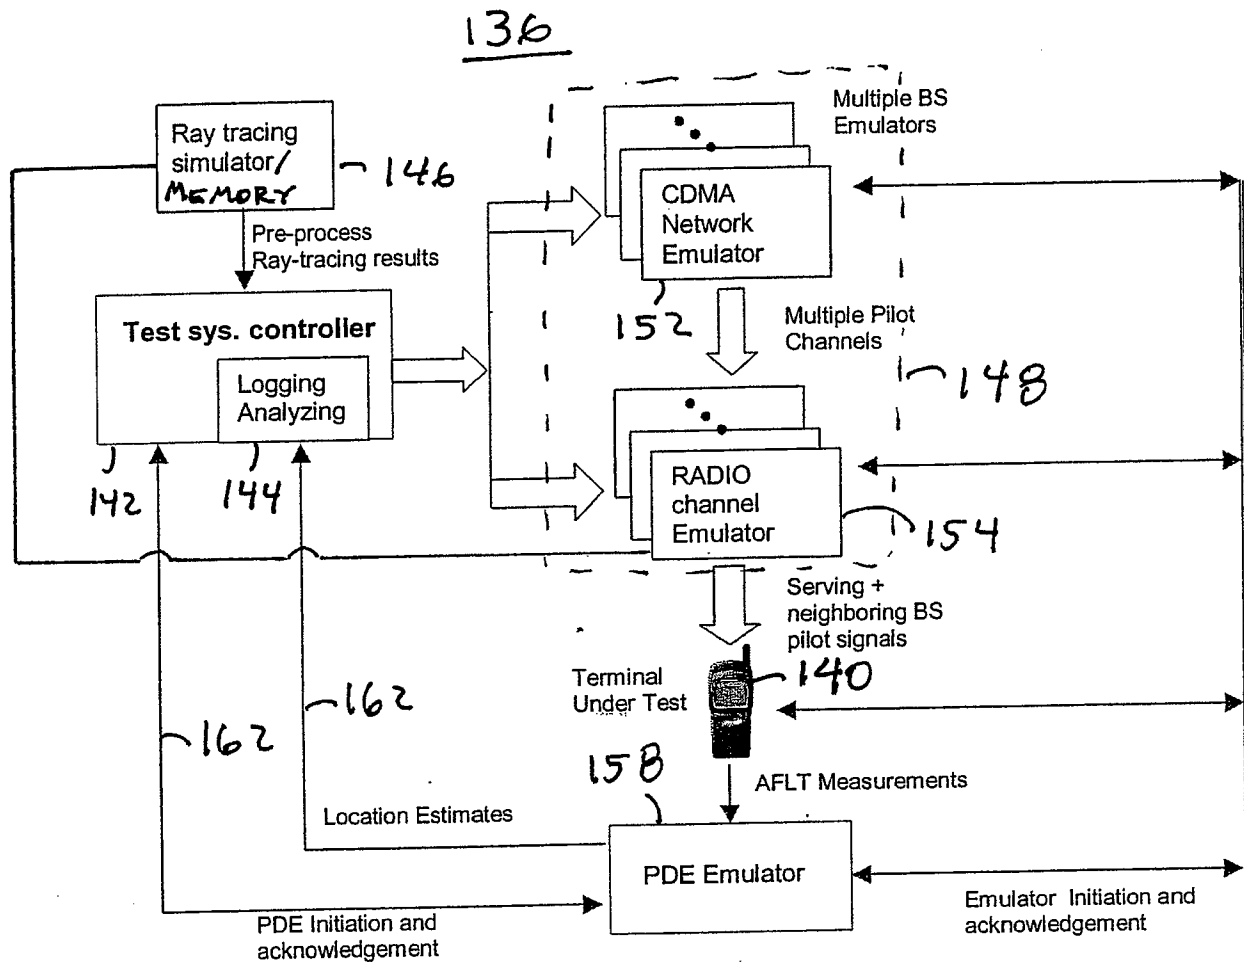 136
Ray tracing
simulator/
MEMORY
146
Pre-process
Ray-tracing results
Test sys. controller
Logging
Analyzing
142
144
Multiple BS
Emulators
CDMA
Network
Emulator
152
Multiple Pilot
Channels
148
RADIO
channel
Emulator
154
Serving +
neighboring BS
pilot signals
Terminal
Under Test
140
162
162
158
AFLT Measurements
Location Estimates
PDE Emulator
PDE Initiation and
acknowledgement
Emulator Initiation and
acknowledgement